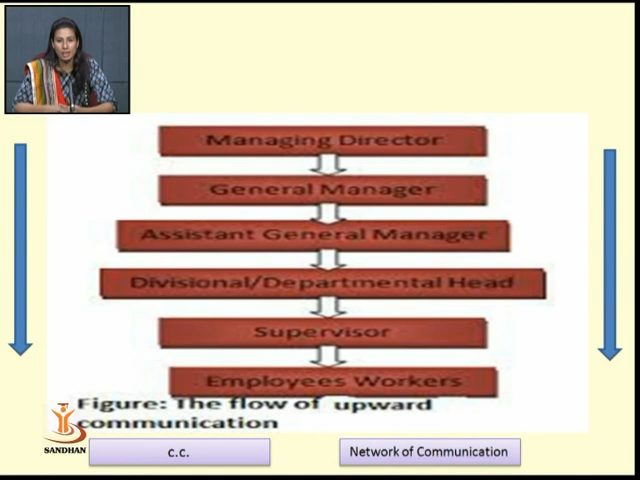 Managing Director
General Manager
Assistant General Manager
Divisional/Departmental Head
Supervisor
Employees Workers
Figure: The flow of upward
communication
SANDHAN
c.c.
Network of Communication